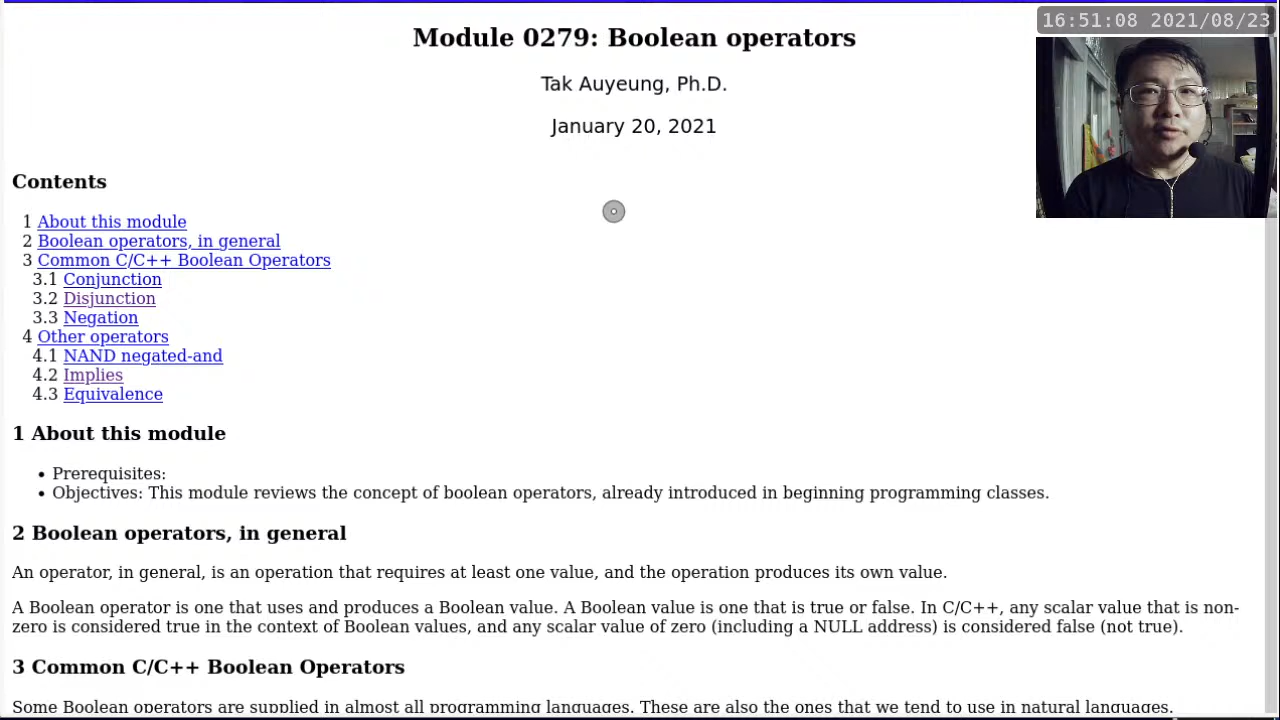 16:51:08 2021/08/23
Module 0279: Boolean operators
Tak Auyeung, Ph.D.
January 20, 2021
Contents
1 About this module
2 Boolean operators, in general
3 Common C/C++ Boolean Operators
3.1 Conjunction
3.2 Disjunction
3.3 Negation
4 Other operators
4.1 NAND negated-and
4.2 Implies
4.3 Equivalence
1 About this module
• Prerequisites:
• Objectives: This module reviews the concept of boolean operators, already introduced in beginning programming classes.
2 Boolean operators, in general
An operator, in general, is an operation that requires at least one value, and the operation produces its own value.
A Boolean operator is one that uses and produces a Boolean value. A Boolean value is one that is true or false. In C/C++, any scalar value that is non-
zero is considered true in the context of Boolean values, and any scalar value of zero (including a NULL address) is considered false (not true).
3 Common C/C++ Boolean Operators
Some Boolean operators are supplied in almost all programming languages. These are also the ones that we tend to use in natural languages.